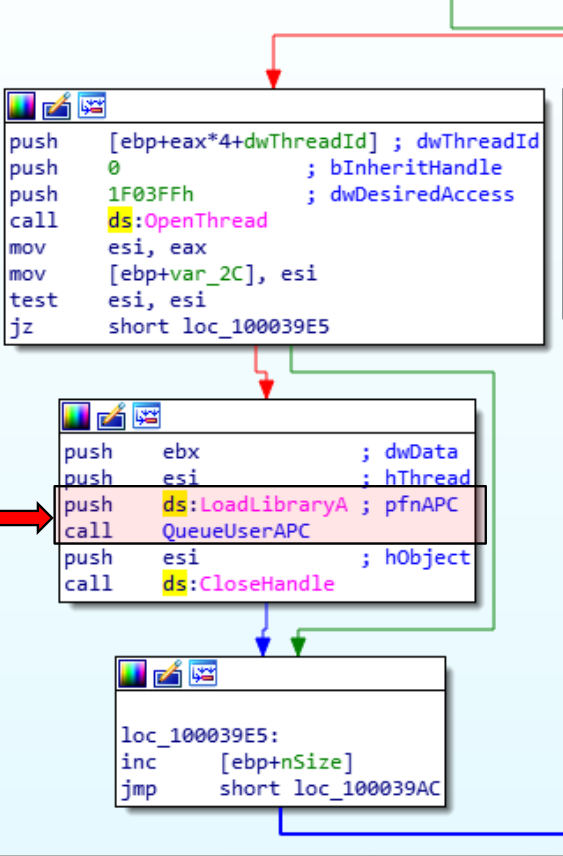 push [ebp+eax*4+dwThreadId] ; dwThreadId
push 0 ; bInheritHandle
push 1F03FFh ; dwDesiredAccess
call ds:OpenThread
mov esi, eax
mov [ebp+var_2C], esi
test esi, esi
jz short loc_100039E5
push ebx ; dwData
push esi ; hThread
push ds:LoadLibraryA ; pfnAPC
call QueueUserAPC
push esi ; hObject
call ds:CloseHandle
loc_100039E5:
inc [ebp+nSize]
jmp short loc_100039AC